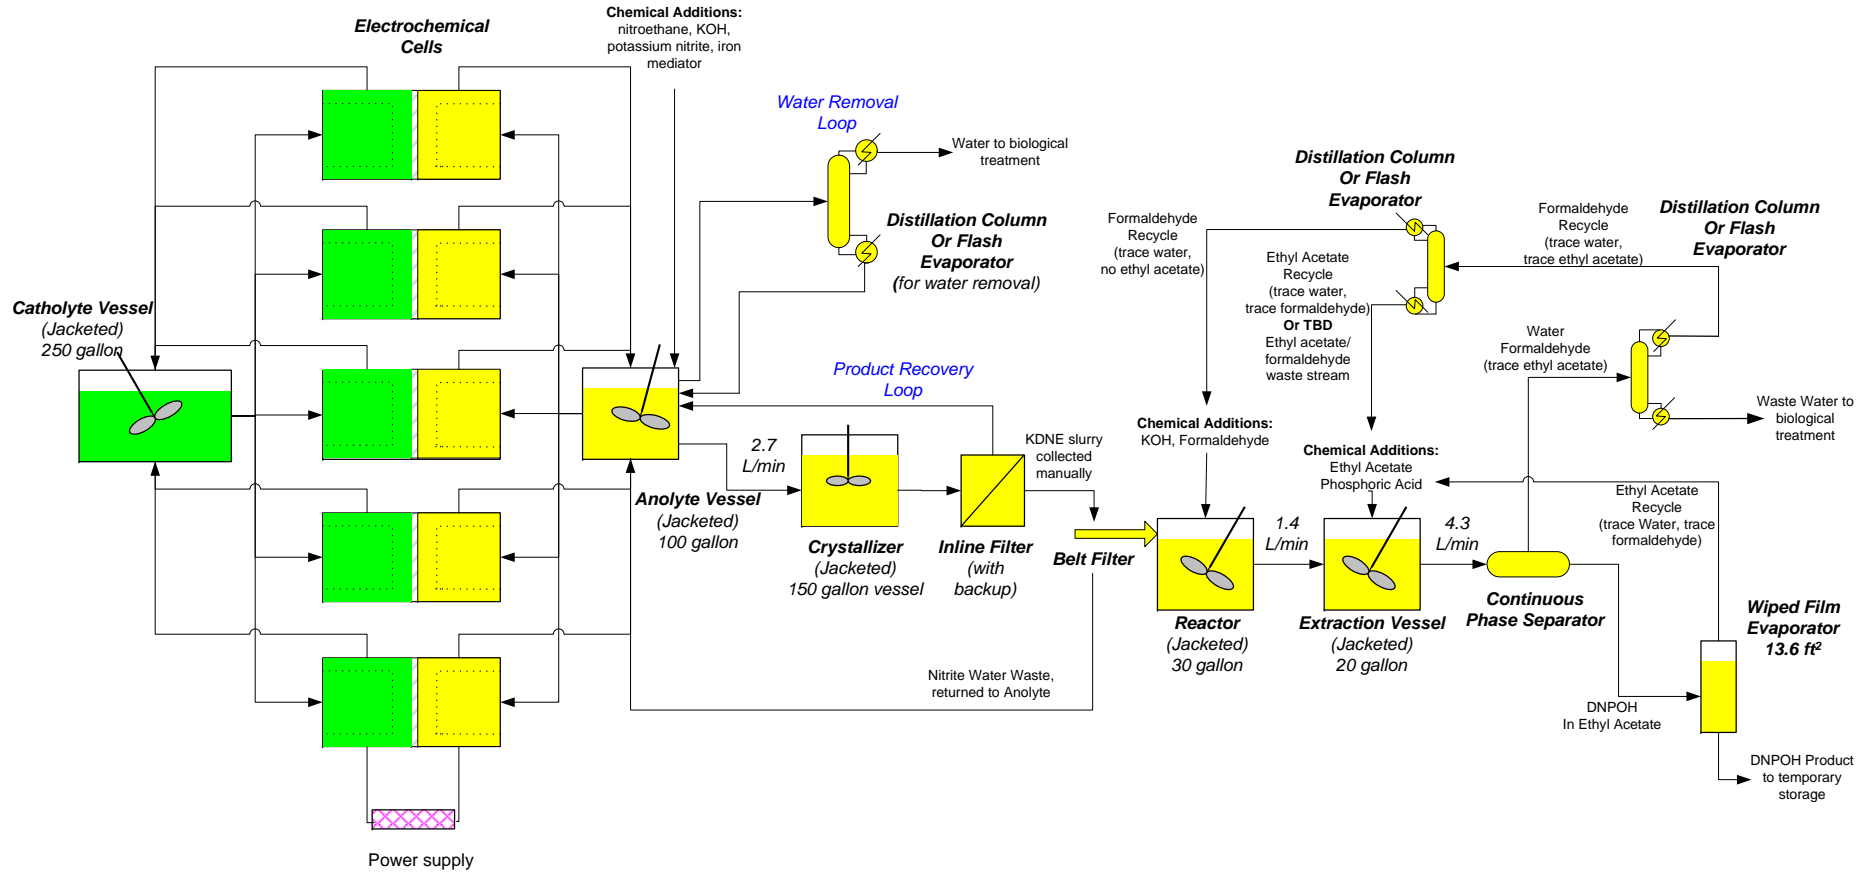 Electrochemical
Cells
Chemical Additions:
nitroethane, KOH,
potassium nitrite, iron
mediator
Water Removal
Loop
Water to biological
treatment
Distillation Column
Or Flash
Evaporator
(for water removal)
Catholyte Vessel
(Jacketed)
250 gallon
Product Recovery
Loop
2.7
L/min
Anolyte Vessel
(Jacketed)
100 gallon
Crystallizer
(Jacketed)
150 gallon vessel
Inline Filter
(with
backup)
KDNE slurry
collected
manually
Belt Filter
Nitrite Water Waste,
returned to Anolyte
Formaldehyde
Recycle
(trace water,
no ethyl acetate)
Distillation Column
Or Flash
Evaporator
Ethyl Acetate
Recycle
(trace water,
trace formaldehyde)
Or TBD
Ethyl acetate/
formaldehyde
waste stream
Formaldehyde
Recycle
(trace water,
trace ethyl acetate)
Distillation Column
Or Flash
Evaporator
Water
Formaldehyde
(trace ethyl acetate)
Waste Water to
biological
treatment
Chemical Additions:
KOH, Formaldehyde
Chemical Additions:
Ethyl Acetate
Phosphoric Acid
Ethyl Acetate
Recycle
(trace Water, trace
formaldehyde)
1.4
L/min
4.3
L/min
Reactor
(Jacketed)
30 gallon
Extraction Vessel
(Jacketed)
20 gallon
Continuous
Phase Separator
Wiped Film
Evaporator
13.6 ft²
DNPOH
In Ethyl Acetate
DNPOH Product
to temporary
storage
Power supply